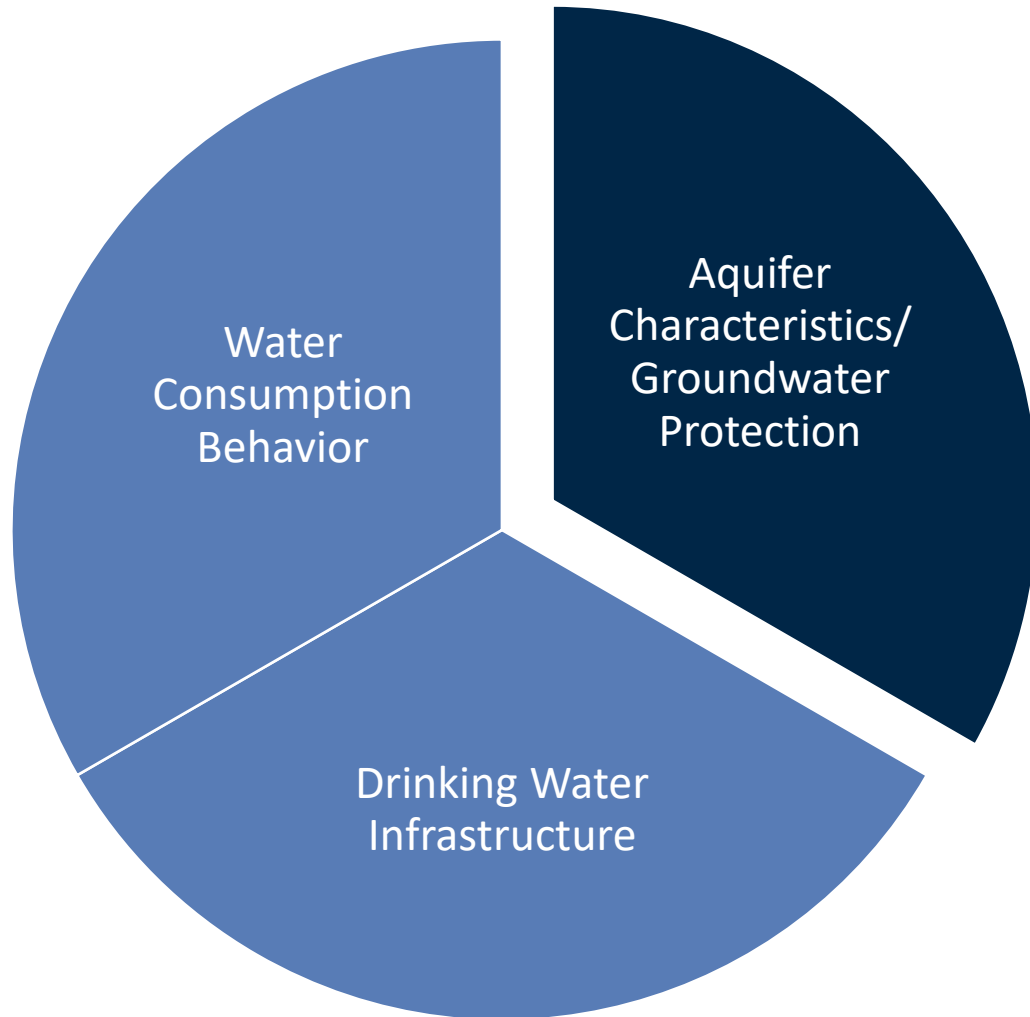 Water
Consumption
Behavior
Aquifer
Characteristics/
Groundwater
Protection
Drinking Water
Infrastructure